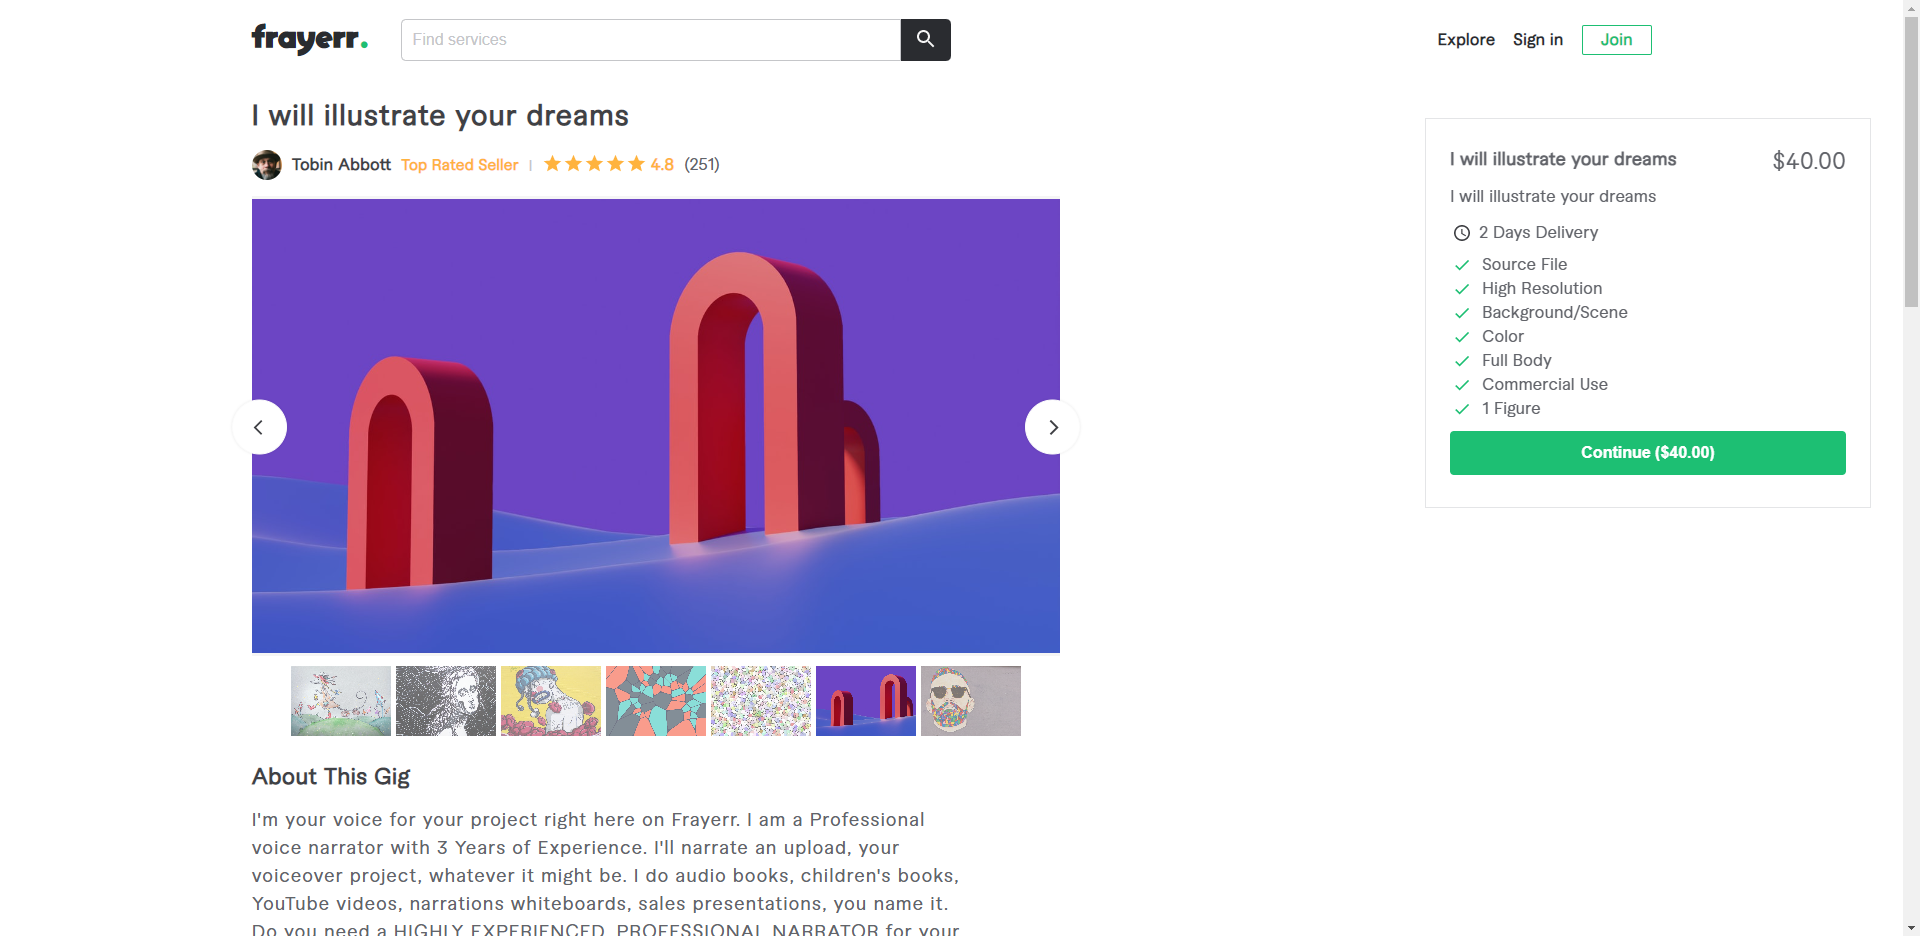 frayerr.
Find services
Explore
Sign in
Join
I will illustrate your dreams
Tobin Abbott Top Rated Seller | 4.8 (251)
I will illustrate your dreams
$40.00
I will illustrate your dreams
2 Days Delivery
Source File
High Resolution
Background/Scene
Color
Full Body
Commercial Use
1 Figure
Continue ($40.00)
About This Gig
I'm your voice for your project right here on Frayerr. I am a Professional
voice narrator with 3 Years of Experience. I'll narrate an upload, your
voiceover project, whatever it might be. I do audio books, children's books,
YouTube videos, narrations whiteboards, sales presentations, you name it.
Do you need a HIGHLY EXPERIENCED, PROFESSIONAL NARRATOR for your